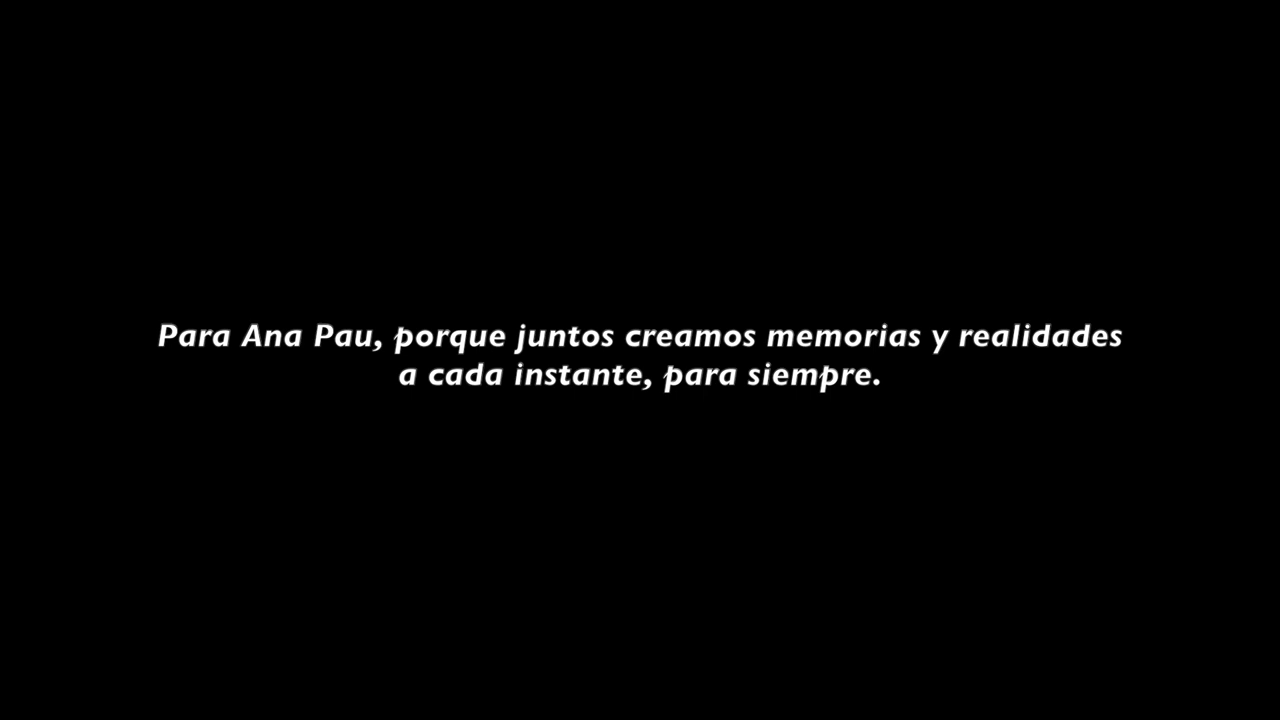 Para Ana Pau, porque juntos creamos memorias y realidades
a cada instante, para siempre.